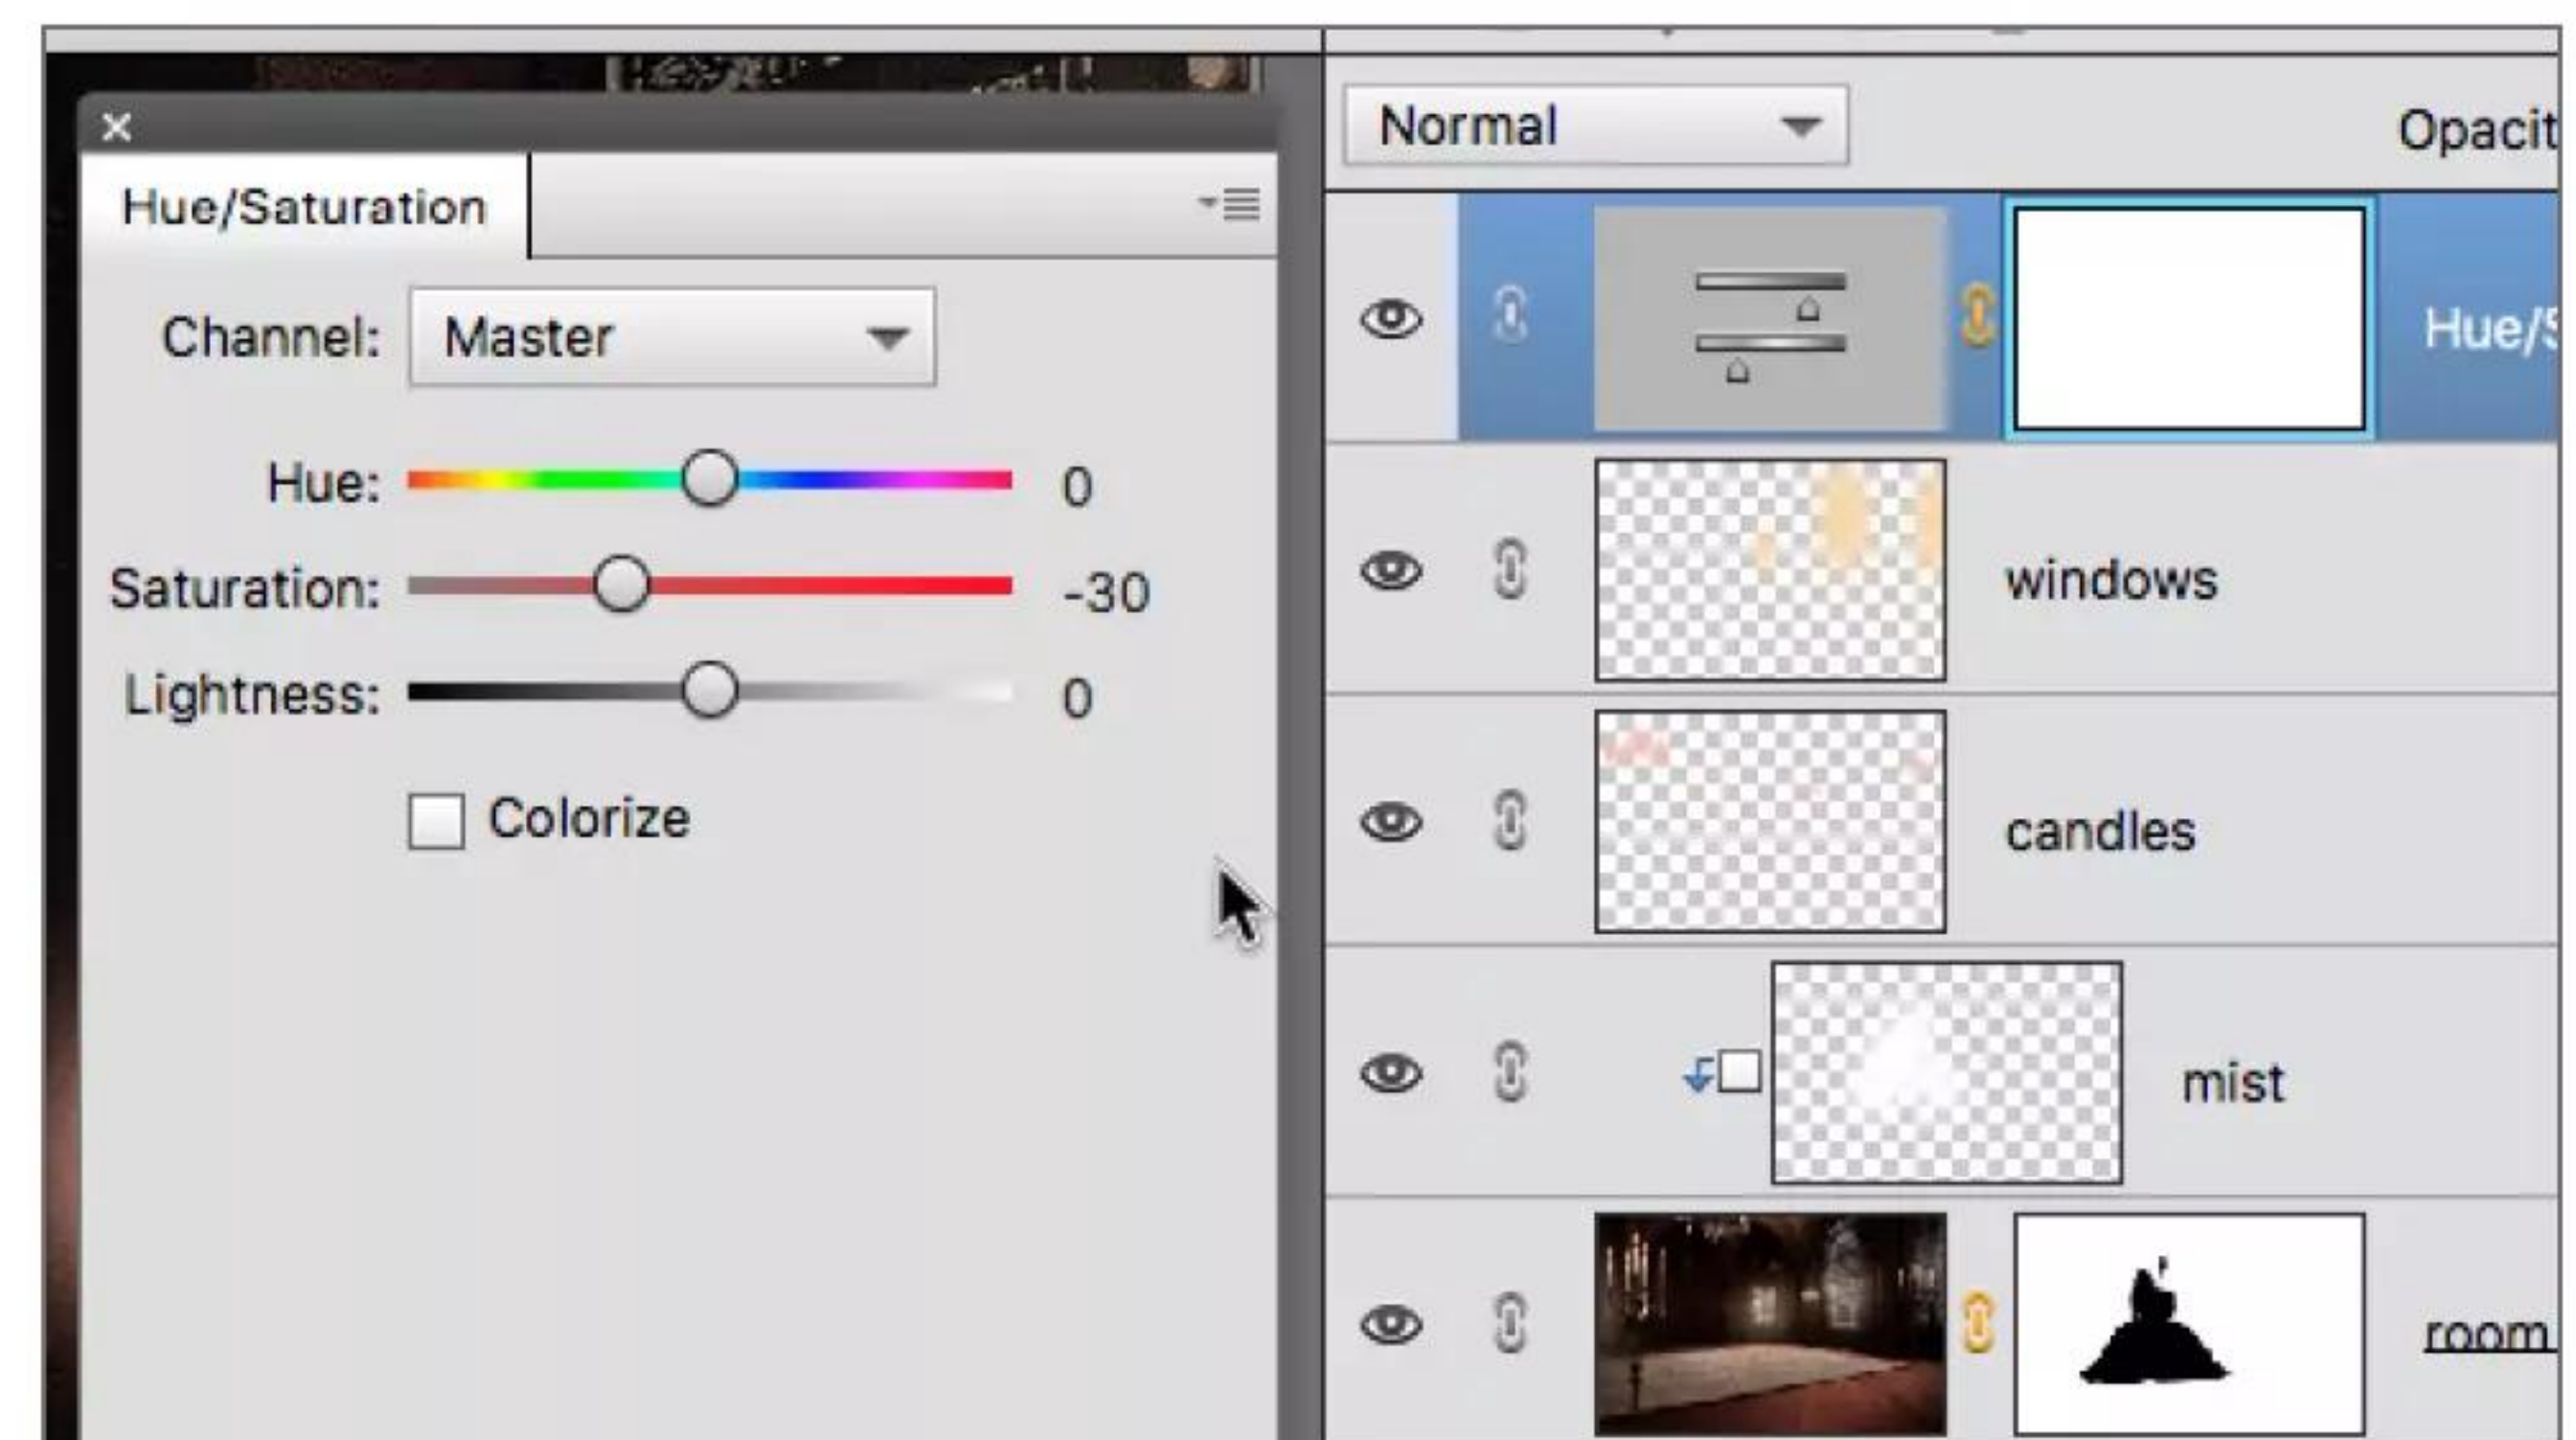 Hue/Saturation
Channel: Master
Hue: 0
Saturation: -30
Lightness: 0
Colorize
Normal
Opacit
Hue/S
windows
candles
mist
room